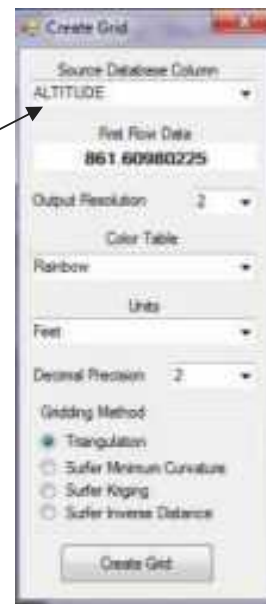 Create Grid
Source Database Column
ALTITUDE
First Row Data
861.60980225
Output Resolution 2
Color Table
Rainbow
Units
Feet
Decimal Precision 2
Gridding Method
Triangulation
Surfer Minimum Curvature
Surfer Kriging
Surfer Inverse Distance
Create Grid